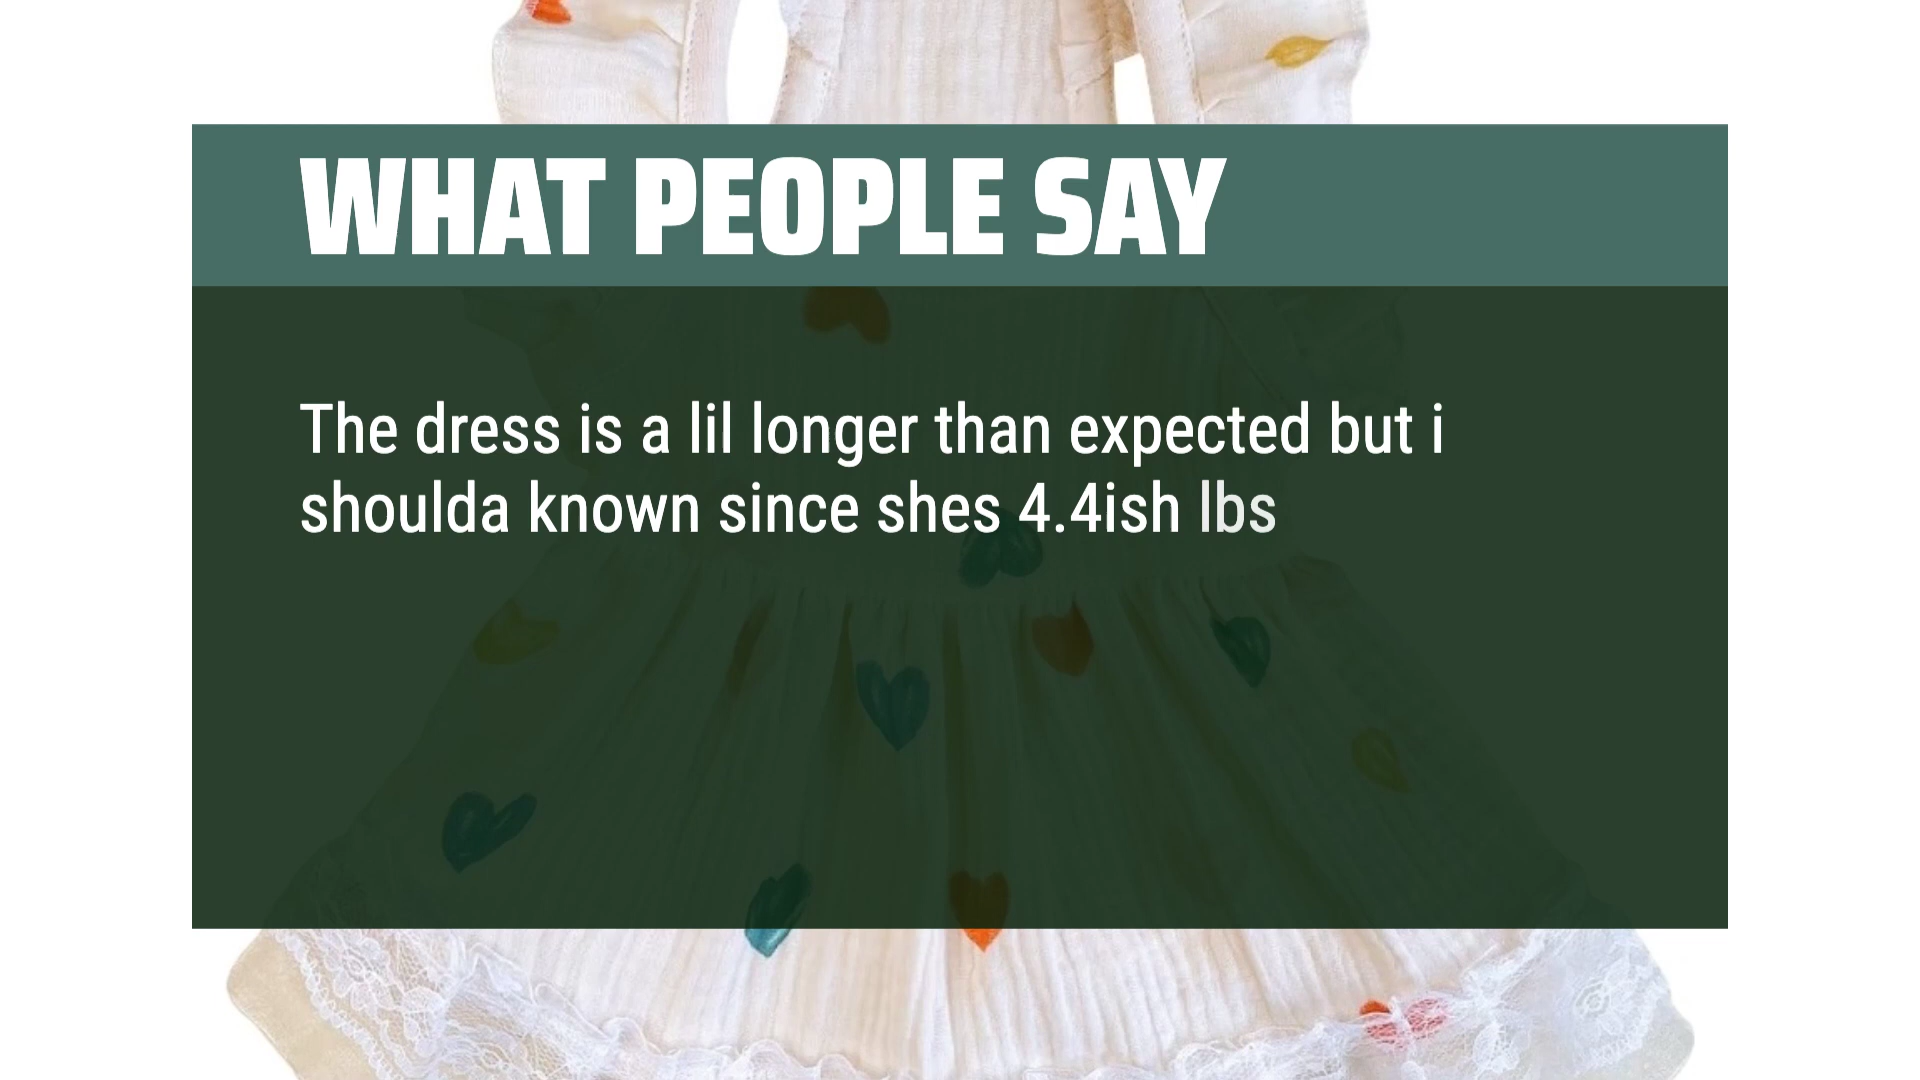 WHAT PEOPLE SAY
The dress is a lil longer than expected but i
shoulda known since shes 4.4ish lbs